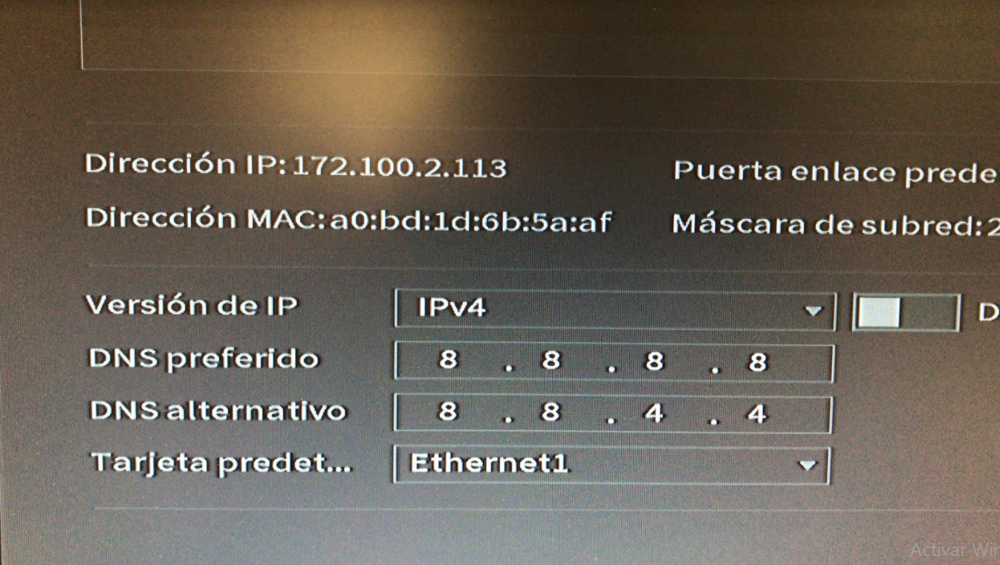 Dirección IP:172.100.2.113 Puerta enlace prede
Dirección MAC:a0:bd:1d:6b:5a:af Máscara de subred:2
Versión de IP IPv4 D
DNS preferido 8 . 8 . 8 . 8
DNS alternativo 8 . 8 . 4 . 4
Tarjeta predet... Ethernet1
Activar Win